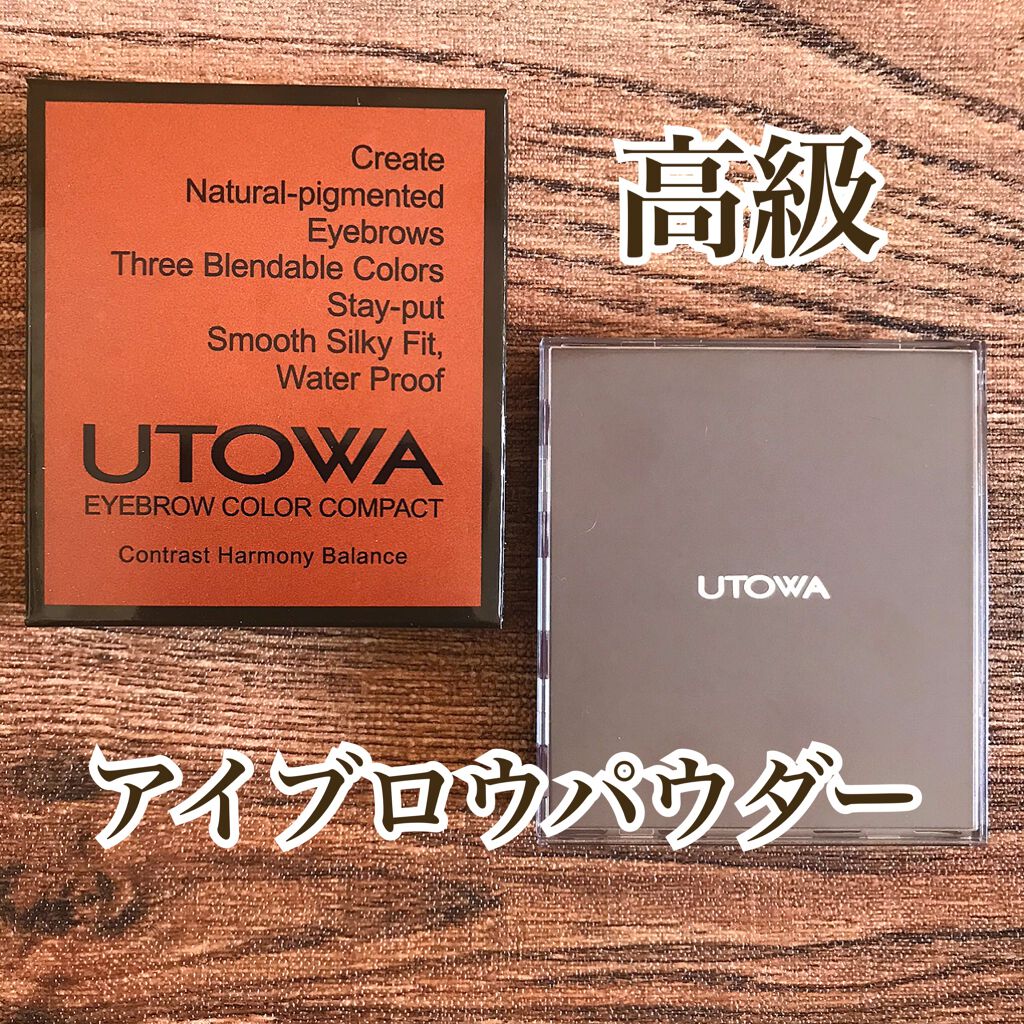 高級
Create
Natural-pigmented
Eyebrows
Three Blendable Colors
Stay-put
Smooth Silky Fit,
Water Proof
UTOWA
EYEBROW COLOR COMPACT
Contrast Harmony Balance
UTOWA
アイブロウパウダー